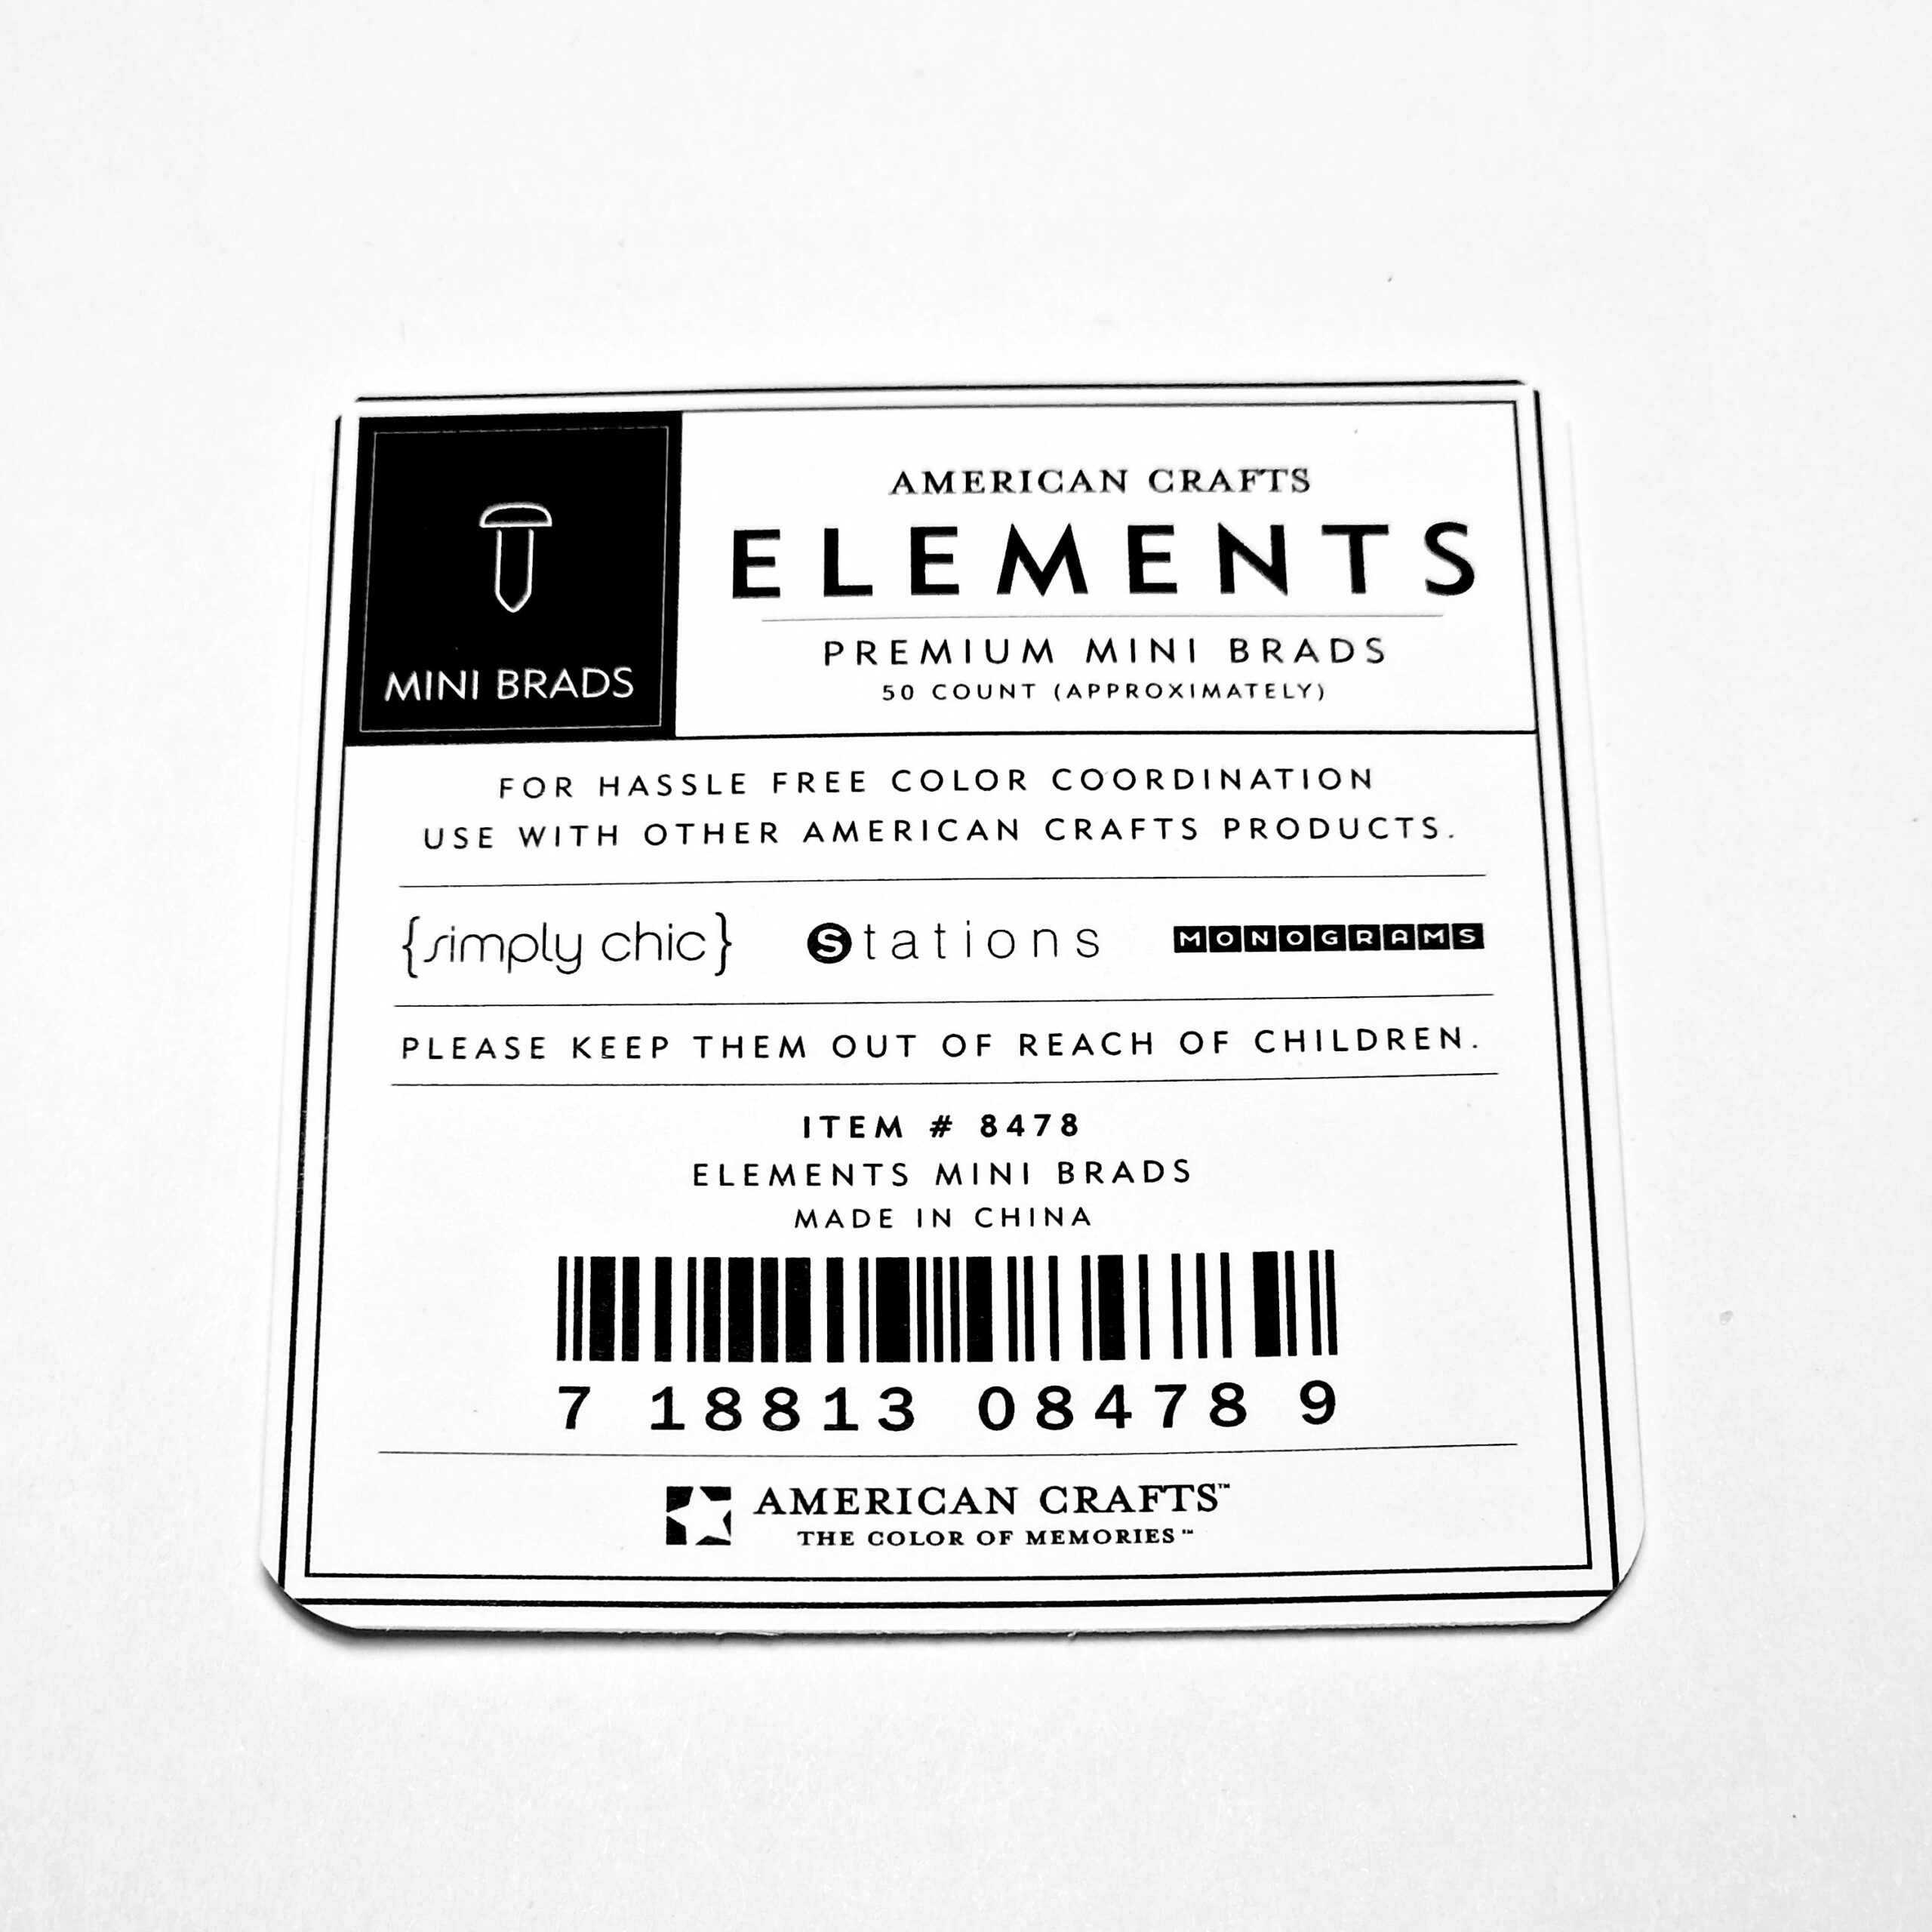 MINI BRADS
AMERICAN CRAFTS
ELEMENTS
PREMIUM MINI BRADS
50 COUNT (APPROXIMATELY)
FOR HASSLE FREE COLOR COORDINATION
USE WITH OTHER AMERICAN CRAFTS PRODUCTS.
{simply chic} stations MONOGRAMS
PLEASE KEEP THEM OUT OF REACH OF CHILDREN.
ITEM # 8478
ELEMENTS MINI BRADS
MADE IN CHINA
7 18813 08478 9
AMERICAN CRAFTS™
THE COLOR OF MEMORIES™